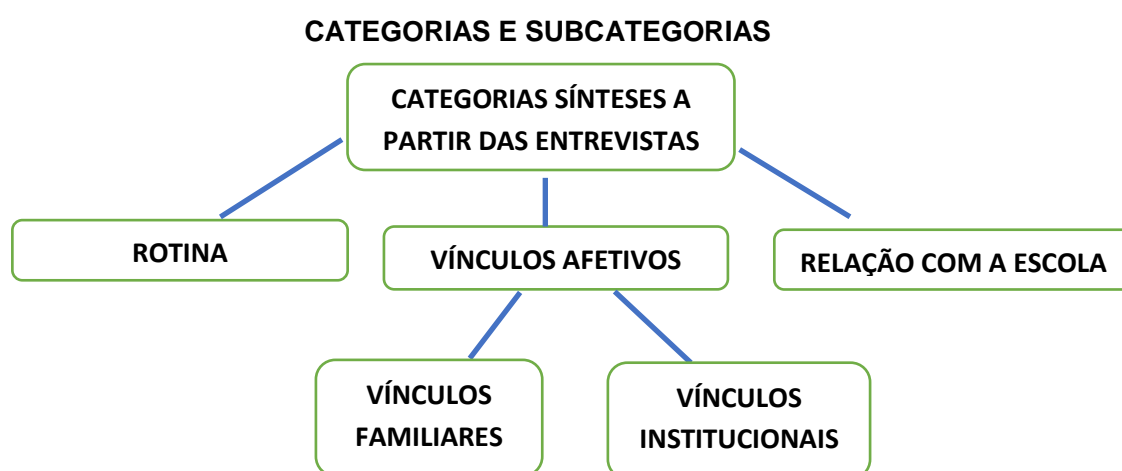 CATEGORIAS E SUBCATEGORIAS
CATEGORIAS SÍNTESES A
PARTIR DAS ENTREVISTAS
ROTINA
VÍNCULOS AFETIVOS
RELAÇÃO COM A ESCOLA
VÍNCULOS
FAMILIARES
VÍNCULOS
INSTITUCIONAIS